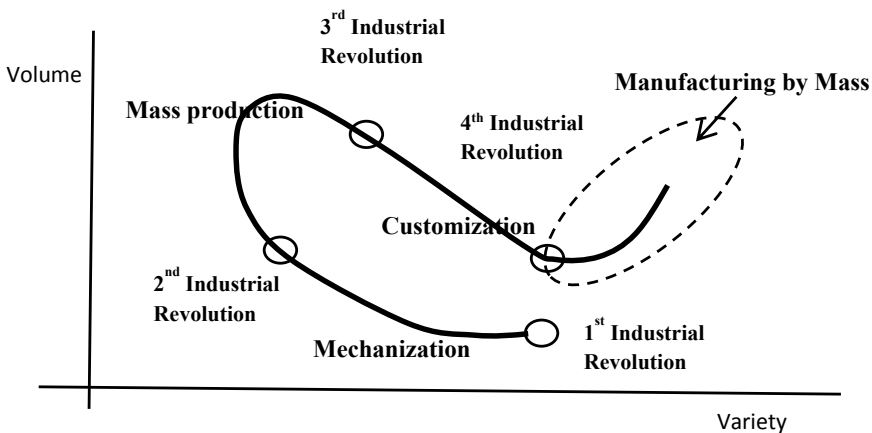 3rd Industrial
Revolution
Volume
Manufacturing by Mass
Mass production
4th Industrial
Revolution
Customization
2nd Industrial
Revolution
1st Industrial
Revolution
Mechanization
Variety